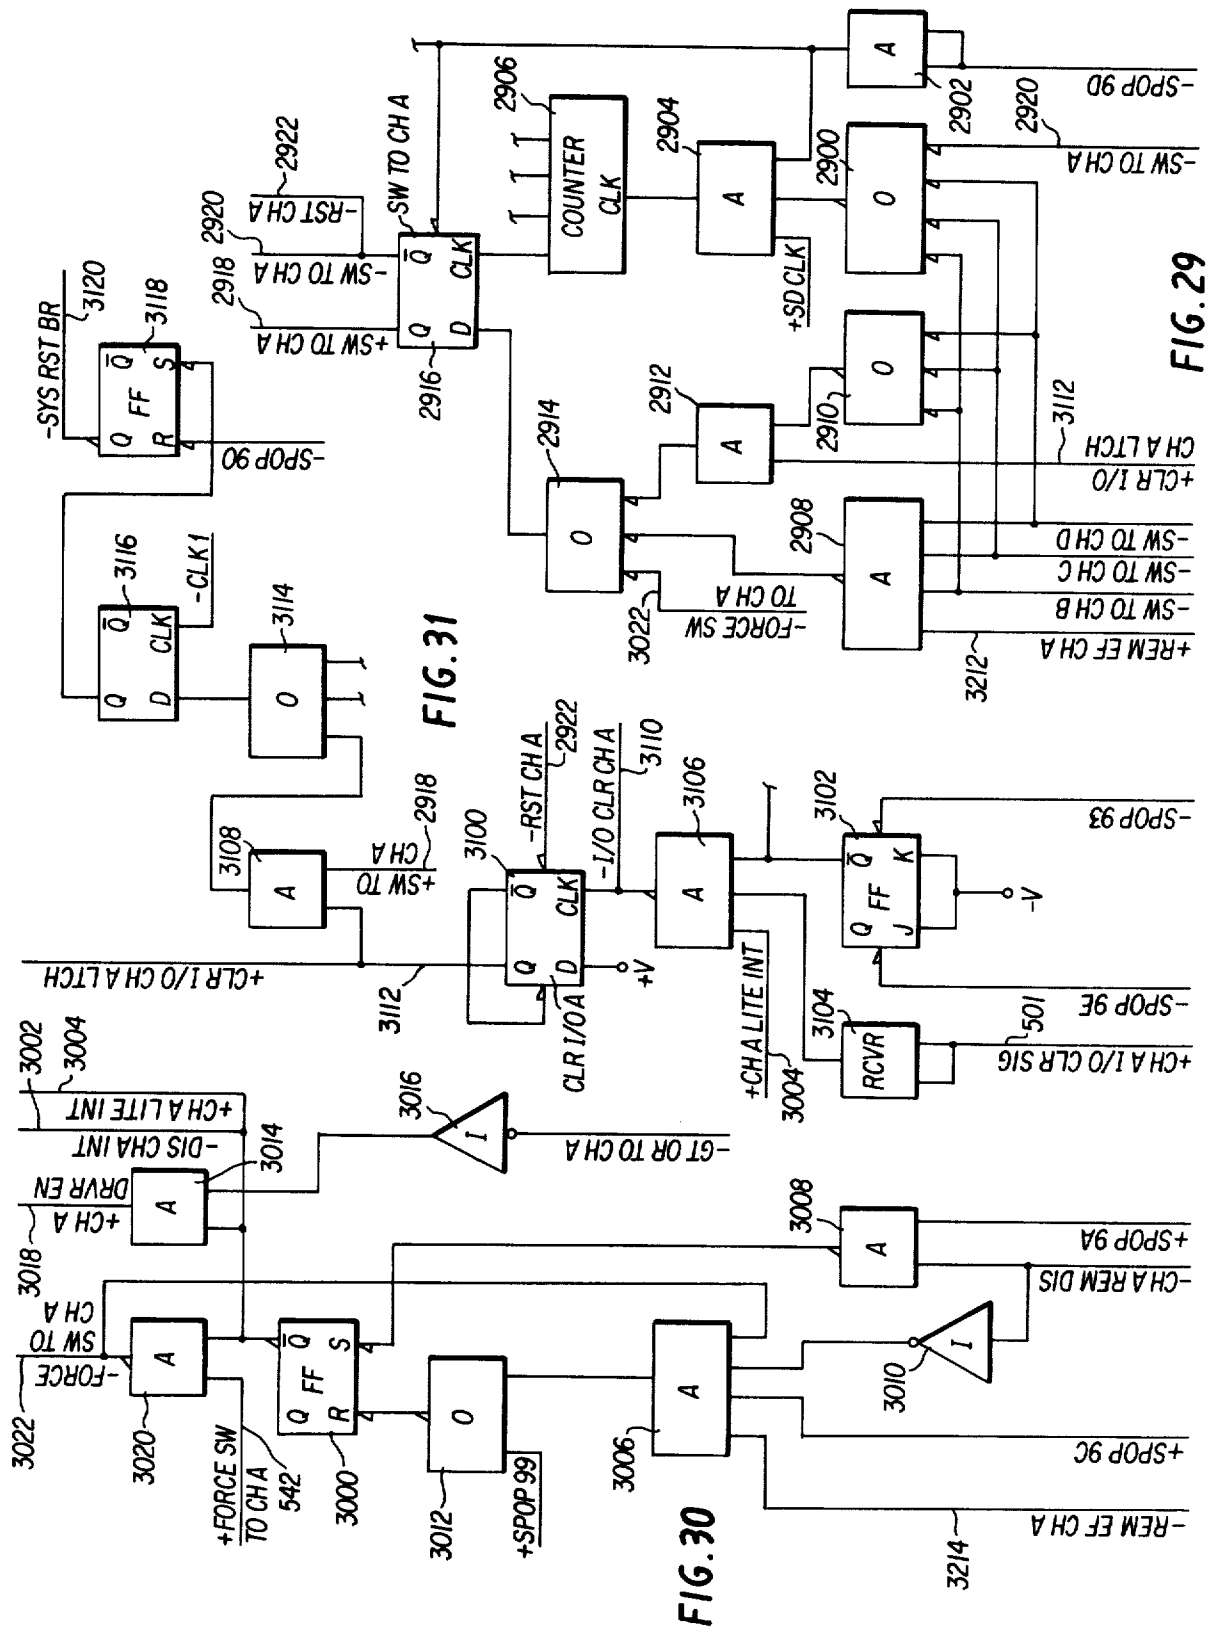 FIG. 29
-SW TO CH A
2920
-RST CH A
2922
+SW TO CH A
2918
SW TO CH A
Q
Q̄
D
CLK
2916
COUNTER
CLK
2906
A
2904
+SD CLK
O
2900
A
2902
-SPOP 9D
-SW TO CH A
2920
O
2914
A
2912
O
2910
A
2908
-FORCE SW
TO CH A
3022
+REM EF CH A
3212
-SW TO CH B
-SW TO CH C
-SW TO CH D
+CLR I/O
CH A LTCH
3112
FIG. 31
-SYS RST BR
3120
Q
Q̄
FF
R
S
3118
-SPOP 90
Q
Q̄
D
CLK
3116
-CLK1
O
3114
A
3108
+SW TO
CH A
2918
+CLR I/O CH A LTCH
3112
Q
Q̄
D
CLK
3100
CLR I/O A
+V
-RST CH A
2922
-I/O CLR CH A
3110
A
3106
+CH A LITE INT
3004
RCVR
3104
Q
Q̄
FF
J
K
3102
-V
+CH A I/O CLR SIG
501
-SPOP 9E
-SPOP 93
FIG. 30
-FORCE
SW TO
CH A
3022
+CH A
DRVR EN
3018
-DIS CHA INT
3002
+CH A LITE INT
3004
A
3020
A
3014
+FORCE SW
TO CH A
542
Q
Q̄
FF
R
S
3000
O
3012
+SPOP 99
I
3016
-GT OR TO CH A
A
3006
A
3008
I
3010
-REM EF CH A
3214
+SPOP 9C
-CH A REM DIS
+SPOP 9A